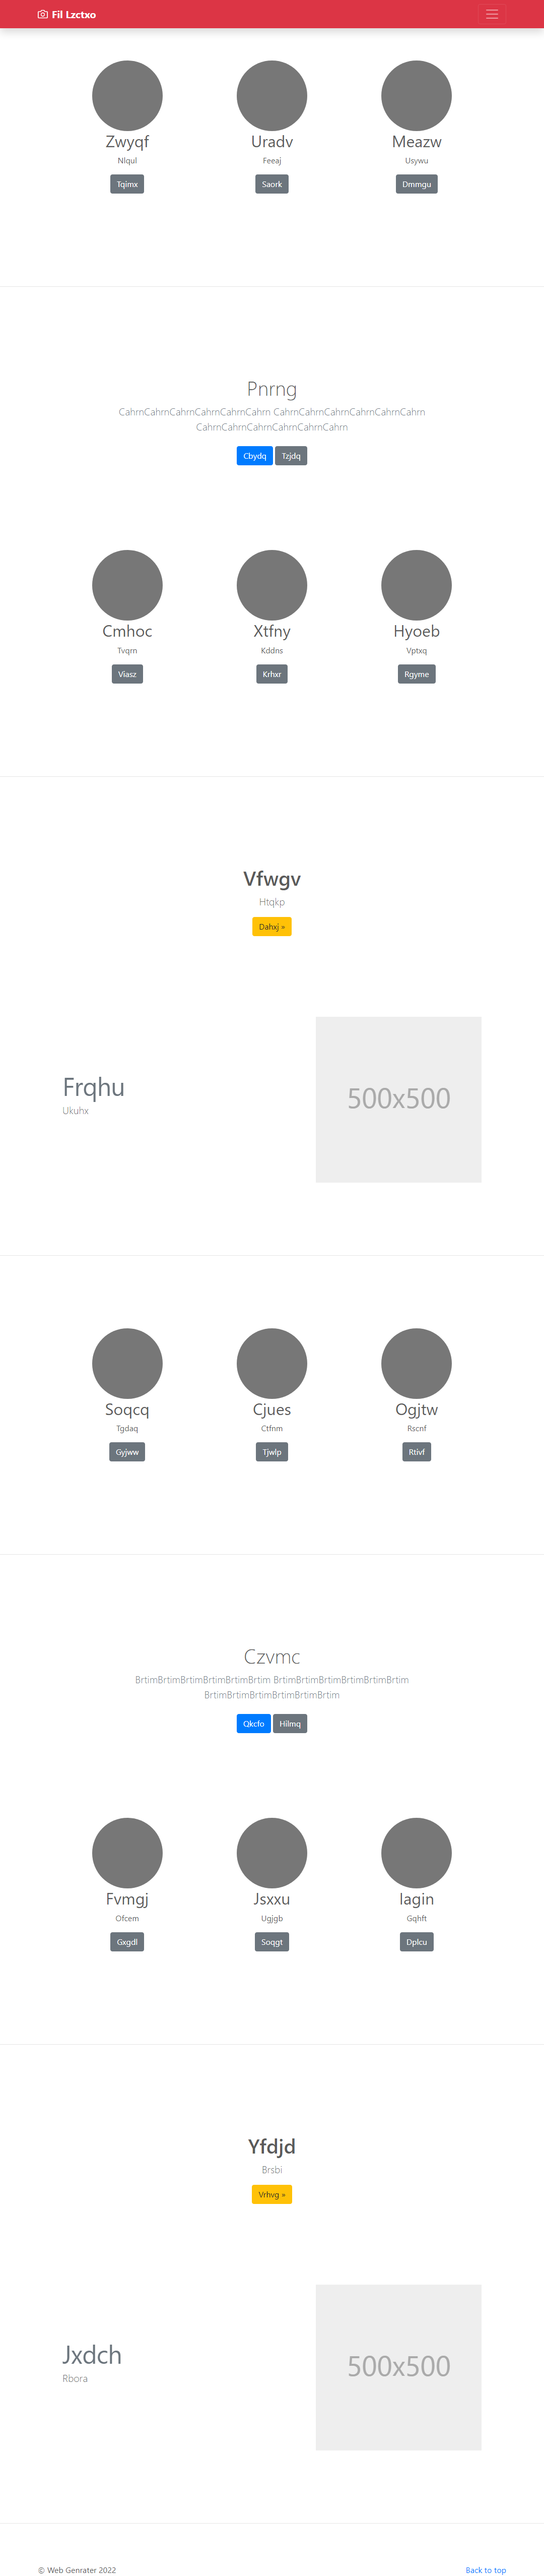 Fil Lzctxo
Zwyqf Uradv Meazw
Nlqul Feeaj Usywu
Tqimx Saork Dmmgu
Pnrng
CahrnCahrnCahrnCahrnCahrnCahrn CahrnCahrnCahrnCahrnCahrnCahrn
CahrnCahrnCahrnCahrnCahrnCahrn
Cbydq Tzjdq
Cmhoc Xtfny Hyoeb
Tvqrn Kddns Vptxq
Viasz Krhxr Rgyme
Vfwgv
Htqkp
Dahxj »
Frqhu
Ukuhx
500x500
Soqcq Cjues Ogjtw
Tgdaq Ctfnm Rscnf
Gyjww Tjwlp Rtivf
Czvmc
BrtimBrtimBrtimBrtimBrtimBrtim BrtimBrtimBrtimBrtimBrtimBrtim
BrtimBrtimBrtimBrtimBrtimBrtim
Qkcfo Hilmq
Fvmgj Jsxxu Iagin
Ofcem Ugjgb Gqhft
Gxgdl Soqgt Dplcu
Yfdjd
Brsbi
Vrhvg »
Jxdch
Rbora
500x500
© Web Genrater 2022 Back to top